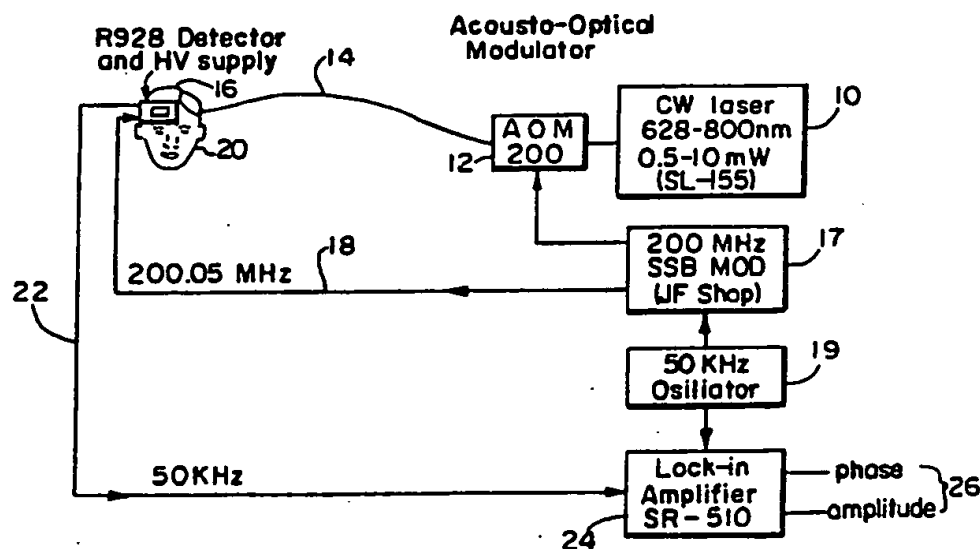 Acousto-Optical
Modulator
R928 Detector
and HV supply
16
14
20
A O M
200
12
CW laser
628-800nm
0.5-10 mW
(SL-155)
10
200 MHz
SSB MOD
(JF Shop)
17
200.05 MHz
18
22
50 KHz
Osiliator
19
50KHz
Lock-in
Amplifier
SR-510
24
phase
amplitude
26